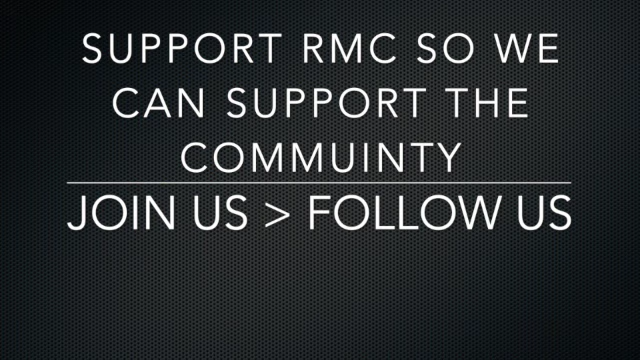 SUPPORT RMC SO WE
CAN SUPPORT THE
COMMUINTY
JOIN US > FOLLOW US